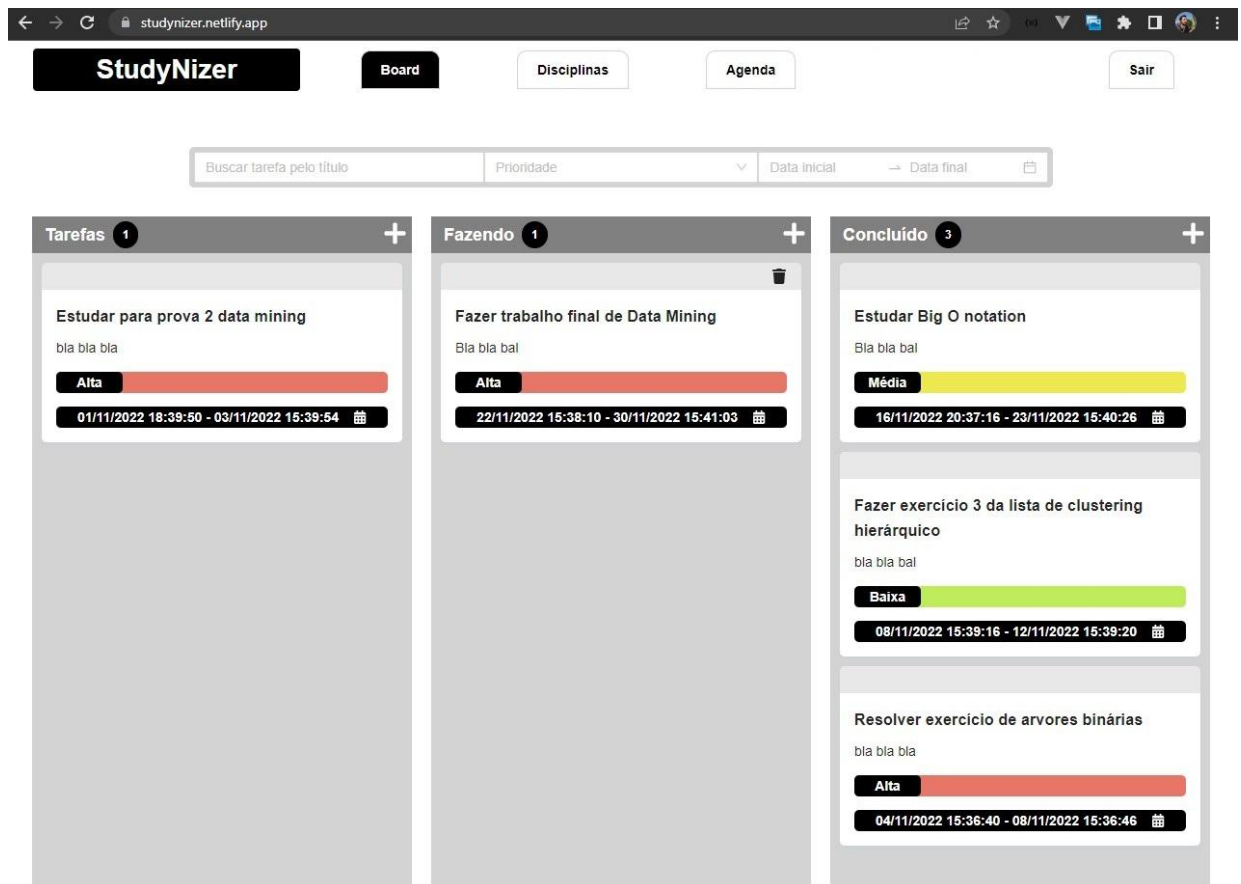 studynizer.netlify.app
StudyNizer
Board
Disciplinas
Agenda
Sair
Buscar tarefa pelo título
Prioridade
Data inicial
Data final
Tarefas 1
Estudar para prova 2 data mining
bla bla bla
Alta
01/11/2022 18:39:50 - 03/11/2022 15:39:54
Fazendo 1
Fazer trabalho final de Data Mining
Bla bla bal
Alta
22/11/2022 15:38:10 - 30/11/2022 15:41:03
Concluído 3
Estudar Big O notation
Bla bla bal
Média
16/11/2022 20:37:16 - 23/11/2022 15:40:26
Fazer exercício 3 da lista de clustering
hierárquico
bla bla bal
Baixa
08/11/2022 15:39:16 - 12/11/2022 15:39:20
Resolver exercício de arvores binárias
bla bla bla
Alta
04/11/2022 15:36:40 - 08/11/2022 15:36:46